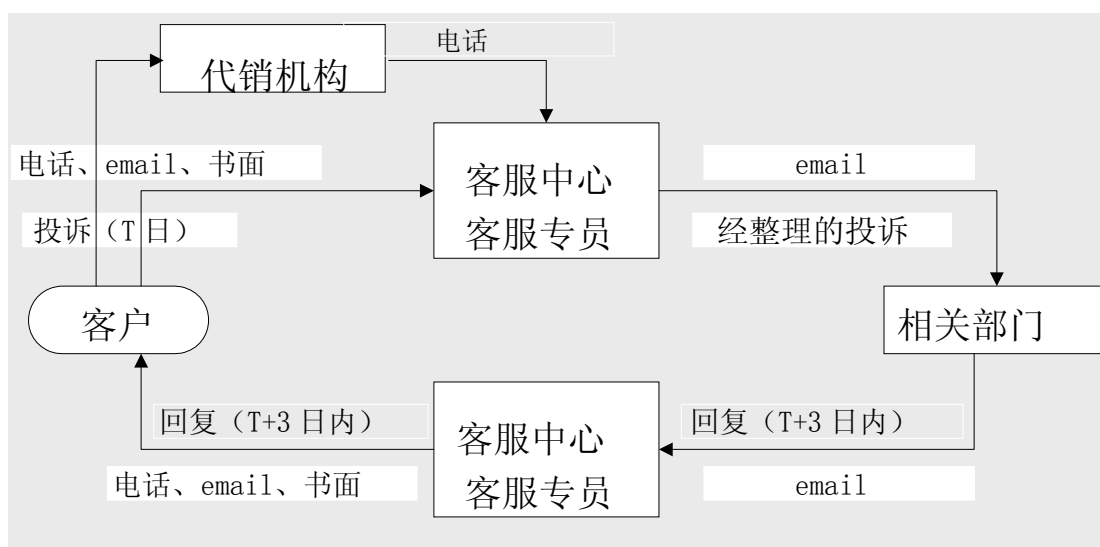 电话
代销机构
电话、email、书面
客服中心
客服专员
email
投诉（T 日）
经整理的投诉
客户
相关部门
回复（T+3 日内）
客服中心
客服专员
回复（T+3 日内）
电话、email、书面
email